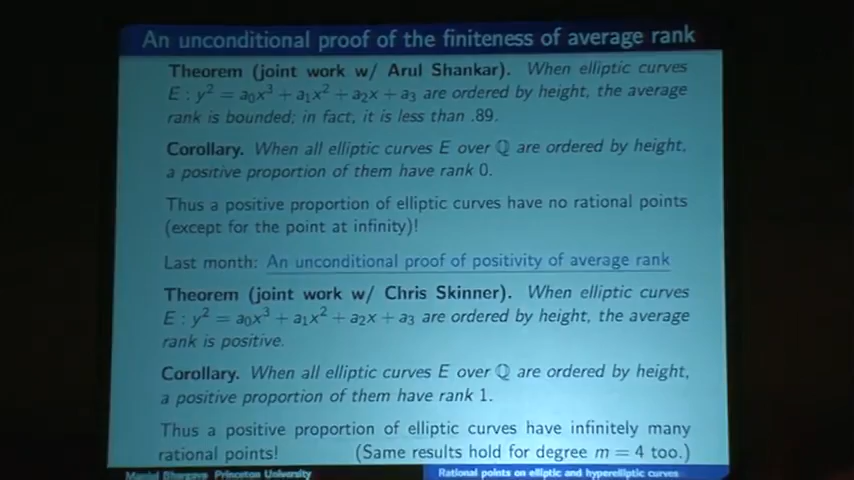 An unconditional proof of the finiteness of average rank
Theorem (joint work w/ Arul Shankar). When elliptic curves
E : y² = a₀x³ + a₁x² + a₂x + a₃ are ordered by height, the average
rank is bounded; in fact, it is less than .89.
Corollary. When all elliptic curves E over ℚ are ordered by height,
a positive proportion of them have rank 0.
Thus a positive proportion of elliptic curves have no rational points
(except for the point at infinity)!
Last month: An unconditional proof of positivity of average rank
Theorem (joint work w/ Chris Skinner). When elliptic curves
E : y² = a₀x³ + a₁x² + a₂x + a₃ are ordered by height, the average
rank is positive.
Corollary. When all elliptic curves E over ℚ are ordered by height,
a positive proportion of them have rank 1.
Thus a positive proportion of elliptic curves have infinitely many
rational points! (Same results hold for degree m = 4 too.)
Manjul Bhargava, Princeton University
Rational points on elliptic and hyperelliptic curves